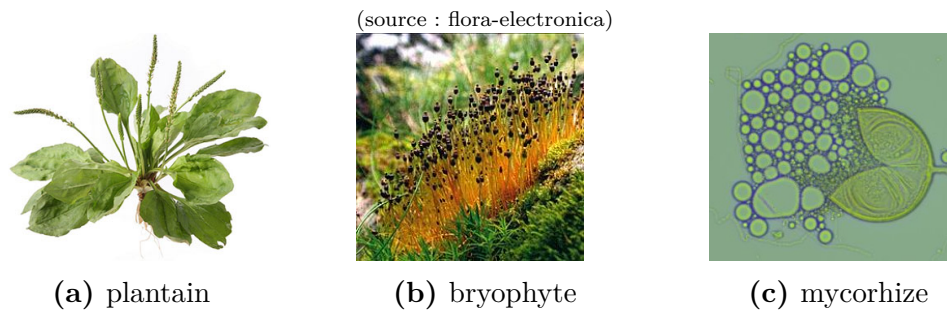 (source : flora-electronica)
(a) plantain
(b) bryophyte
(c) mycorhize